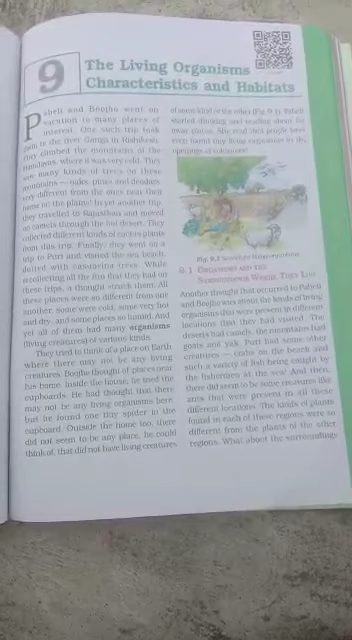 9
The Living Organisms
Characteristics and Habitats
Paheli and Boojho went on
vacation to many places of
interest. One such trip took
them to the river Ganga in Rishikesh.
They climbed the mountains of the
Himalayas, where it was very cold. They
saw many kinds of trees on these
mountains — oaks, pines and deodars,
very different from the ones near their
home on the plains! In yet another trip,
they travelled to Rajasthan and moved
on camels through the hot desert. They
collected different kinds of cactus plants
from this trip. Finally, they went on a
trip to Puri and visited the sea beach,
dotted with casuarina trees. While
recollecting all the fun that they had on
these trips, a thought struck them. All
these places were so different from one
another, some were cold, some very hot
and dry, and some places so humid. And
yet all of them had many organisms
(living creatures) of various kinds.
They tried to think of a place on Earth
where there may not be any living
creatures. Boojho thought of places near
his home. Inside the house, he tried the
cupboards. He had thought that there
may not be any living organisms here,
but he found one tiny spider in the
cupboard. Outside the home too, there
did not seem to be any place, he could
think of, that did not have living creatures
of some kind or the other (Fig. 9.1). Paheli
started thinking and reading about far
away places. She read that people have
even found tiny living organisms in the
openings of volcanoes!
Fig. 9.1 Search for living organisms
9.1 ORGANISMS AND THE
SURROUNDINGS WHERE THEY LIVE
Another thought that occurred to Paheli
and Boojho was about the kinds of living
organisms that were present in different
locations that they had visited. The
deserts had camels, the mountains had
goats and yak. Puri had some other
creatures — crabs on the beach and
such a variety of fish being caught by
the fishermen at the sea! And then,
there did seem to be some creatures like
ants that were present in all these
different locations. The kinds of plants
found in each of these regions were so
different from the plants of the other
regions. What about the surroundings